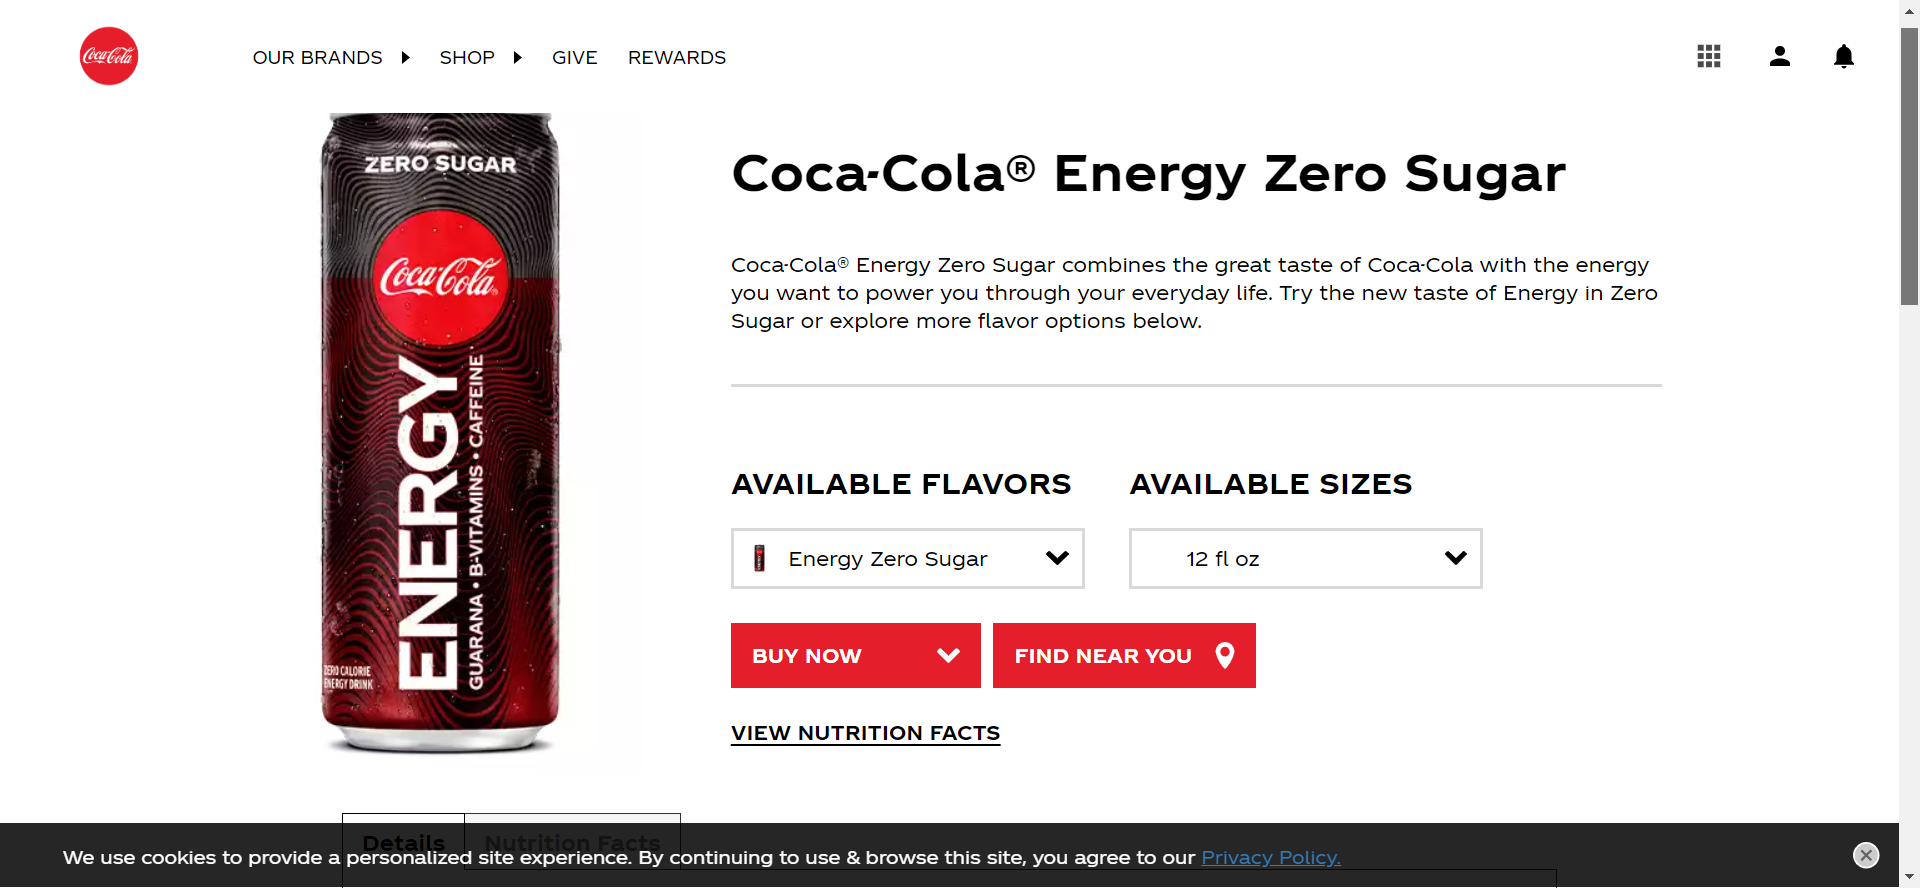 Coca-Cola
OUR BRANDS
SHOP
GIVE
REWARDS
ZERO SUGAR
Coca-Cola®
ENERGY
GUARANA • B-VITAMINS • CAFFEINE
ZERO CALORIE
ENERGY DRINK
Coca-Cola® Energy Zero Sugar
Coca-Cola® Energy Zero Sugar combines the great taste of Coca-Cola with the energy
you want to power you through your everyday life. Try the new taste of Energy in Zero
Sugar or explore more flavor options below.
AVAILABLE FLAVORS
Energy Zero Sugar
AVAILABLE SIZES
12 fl oz
BUY NOW
FIND NEAR YOU
VIEW NUTRITION FACTS
Details
Nutrition Facts
We use cookies to provide a personalized site experience. By continuing to use & browse this site, you agree to our Privacy Policy.